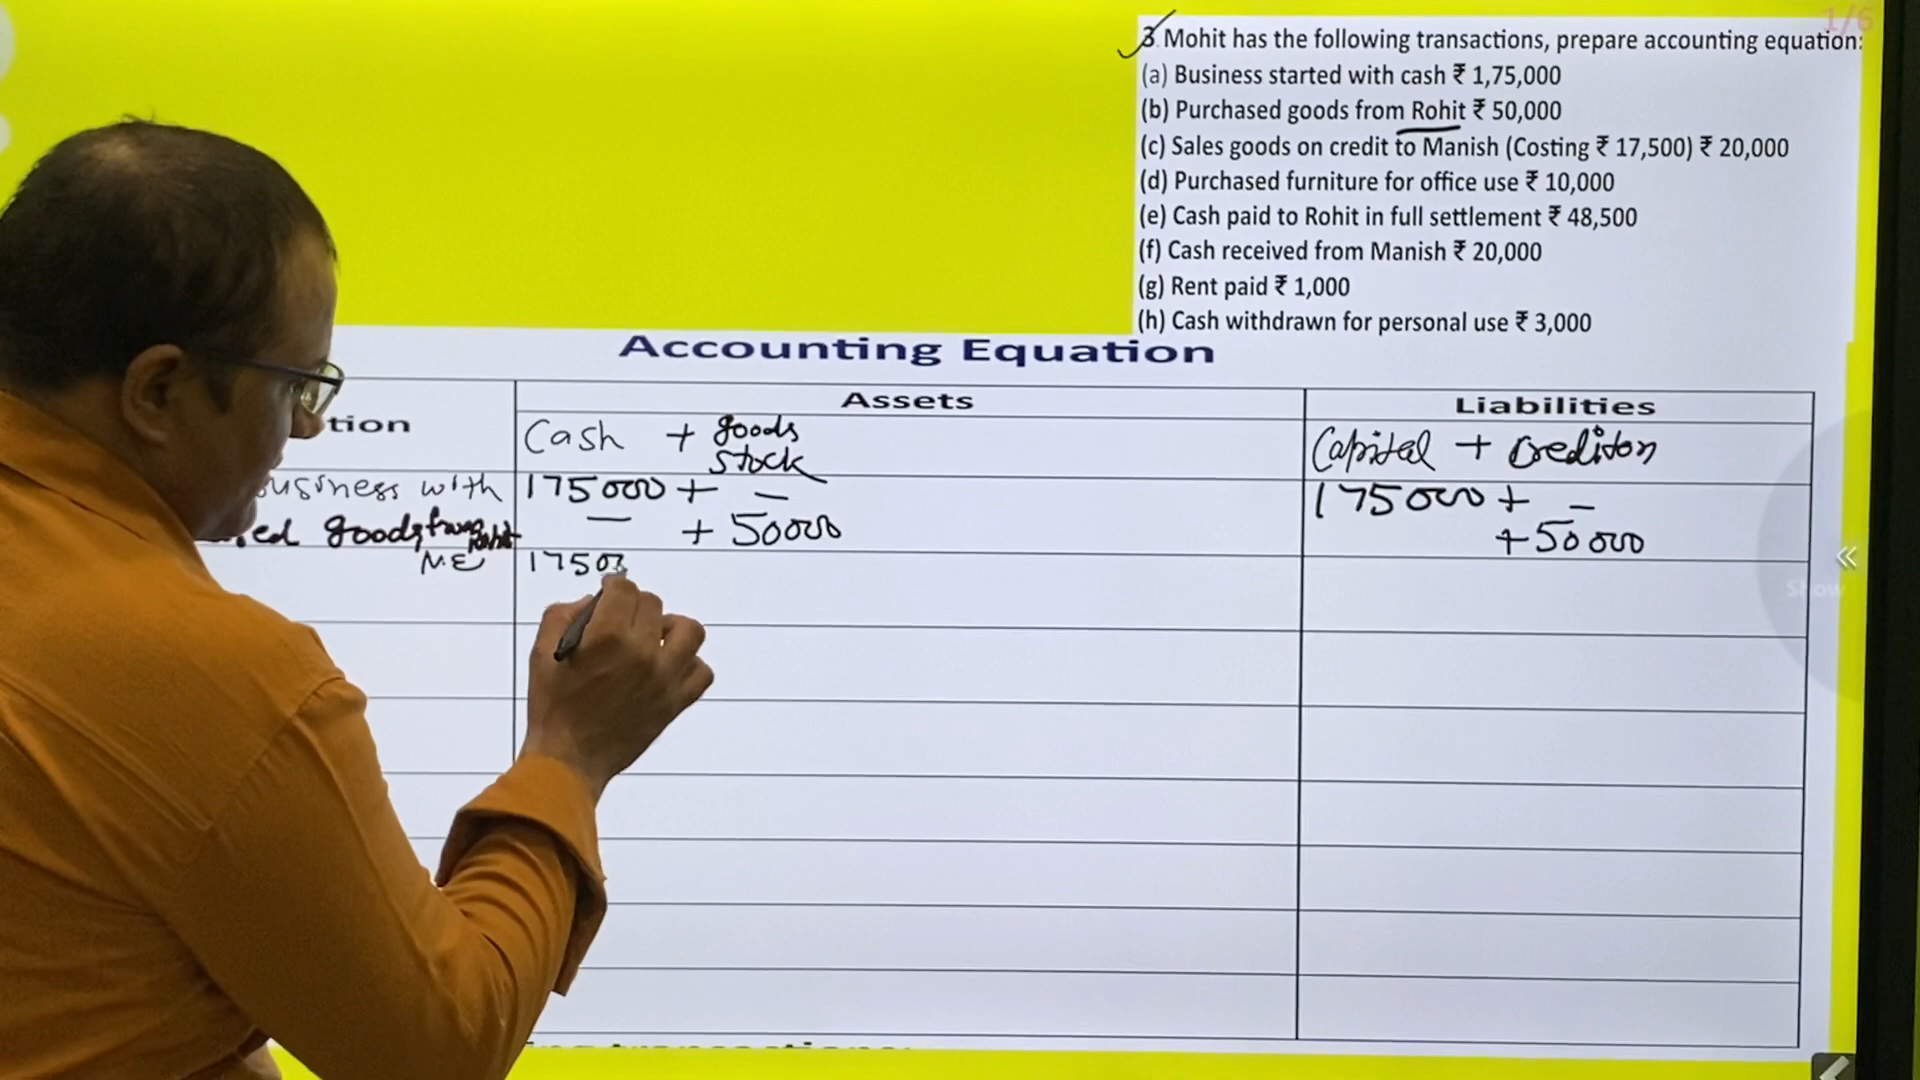 1/6
3. Mohit has the following transactions, prepare accounting equation:
(a) Business started with cash ₹ 1,75,000
(b) Purchased goods from Rohit ₹ 50,000
(c) Sales goods on credit to Manish (Costing ₹ 17,500) ₹ 20,000
(d) Purchased furniture for office use ₹ 10,000
(e) Cash paid to Rohit in full settlement ₹ 48,500
(f) Cash received from Manish ₹ 20,000
(g) Rent paid ₹ 1,000
(h) Cash withdrawn for personal use ₹ 3,000
Accounting Equation
tion Assets Liabilities
Cash + goods stock Capital + creditors
Business with 175000 + - 175000 + -
ed goods from Rohit - + 50000 + 50000
N.E 1750
Show